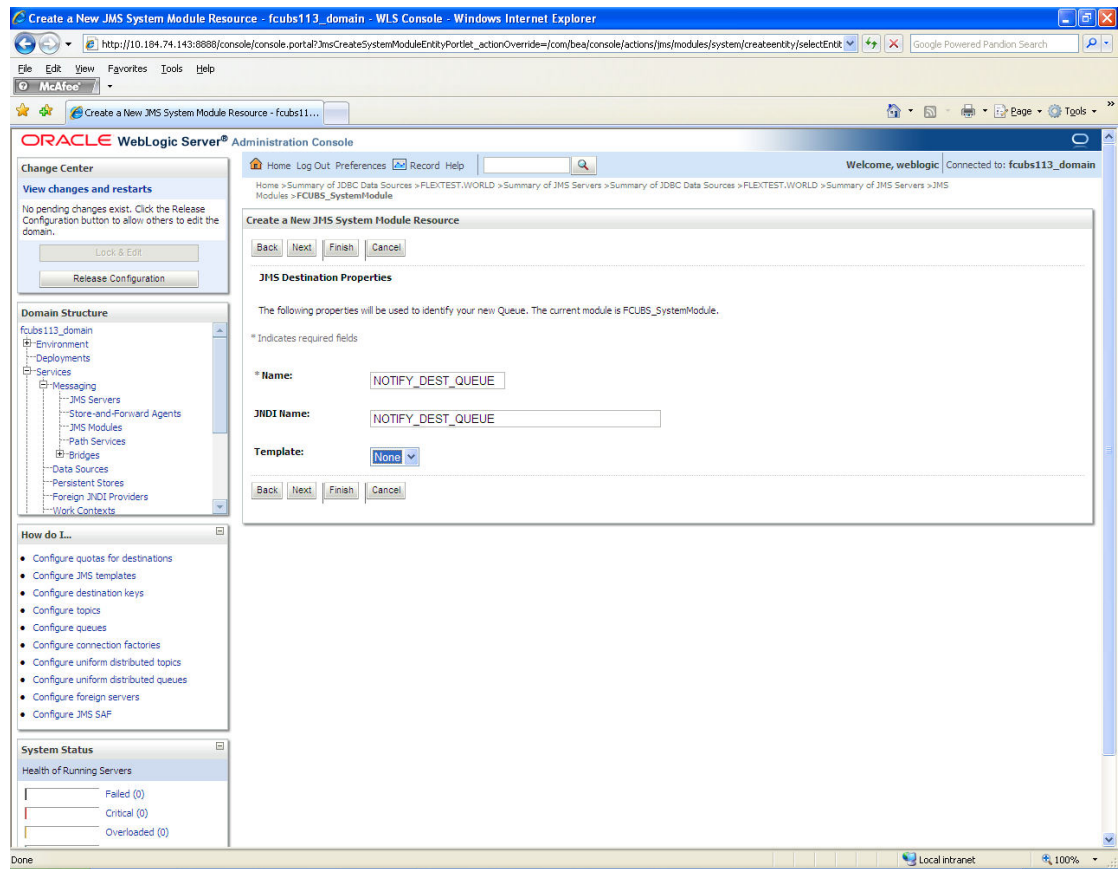 Create a New JMS System Module Resource - fcubs113_domain - WLS Console - Windows Internet Explorer
http://10.184.74.143:8888/console/console.portal?JmsCreateSystemModuleEntityPortlet_actionOverride=/com/bea/console/actions/jms/modules/system/createentity/selectEntit
Google Powered Pandion Search
File Edit View Favorites Tools Help
McAfee
Create a New JMS System Module Resource - fcubs11...
Page Tools
ORACLE WebLogic Server® Administration Console
Change Center
View changes and restarts
No pending changes exist. Click the Release
Configuration button to allow others to edit the
domain.
Lock & Edit
Release Configuration
Domain Structure
fcubs113_domain
Environment
Deployments
Services
Messaging
JMS Servers
Store-and-Forward Agents
JMS Modules
Path Services
Bridges
Data Sources
Persistent Stores
Foreign JNDI Providers
Work Contexts
How do I...
Configure quotas for destinations
Configure JMS templates
Configure destination keys
Configure topics
Configure queues
Configure connection factories
Configure uniform distributed topics
Configure uniform distributed queues
Configure foreign servers
Configure JMS SAF
System Status
Health of Running Servers
Failed (0)
Critical (0)
Overloaded (0)
Home Log Out Preferences Record Help
Welcome, weblogic Connected to: fcubs113_domain
Home >Summary of JDBC Data Sources >FLEXTEST.WORLD >Summary of JMS Servers >Summary of JDBC Data Sources >FLEXTEST.WORLD >Summary of JMS Servers >JMS
Modules >FCUBS_SystemModule
Create a New JMS System Module Resource
Back Next Finish Cancel
JMS Destination Properties
The following properties will be used to identify your new Queue. The current module is FCUBS_SystemModule.
* Indicates required fields
* Name: NOTIFY_DEST_QUEUE
JNDI Name: NOTIFY_DEST_QUEUE
Template: None
Back Next Finish Cancel
Done
Local intranet
100%